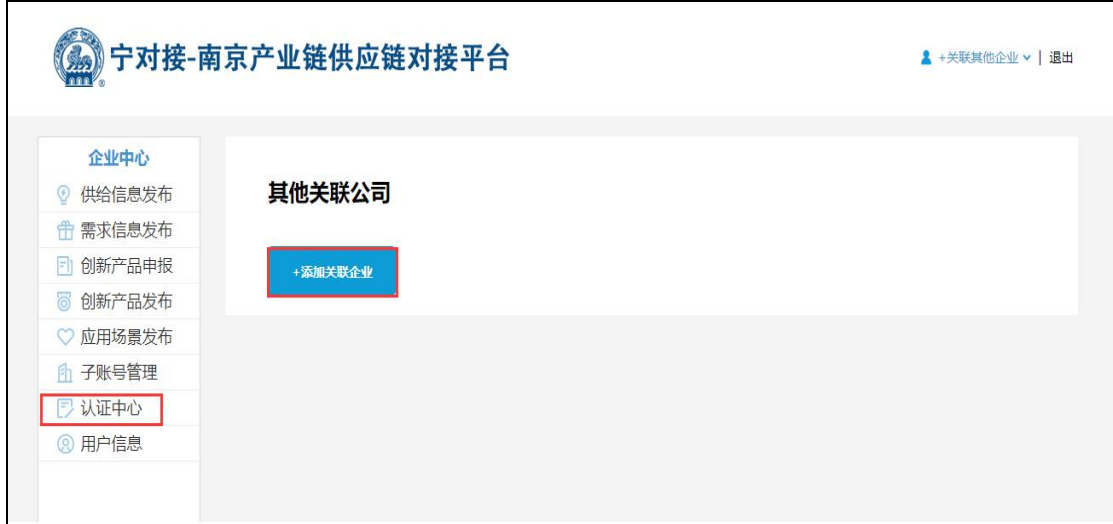 宁对接-南京产业链供应链对接平台
+关联其他企业 | 退出
企业中心
供给信息发布
需求信息发布
创新产品申报
创新产品发布
应用场景发布
子账号管理
认证中心
用户信息
其他关联公司
+添加关联企业